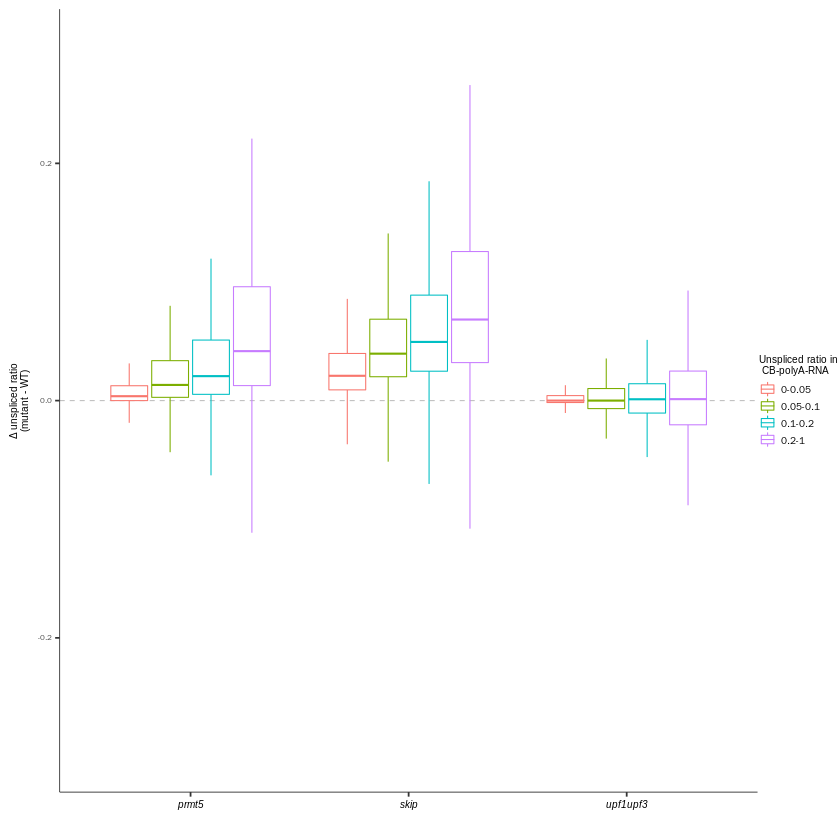 0.2
0.0
-0.2
Δ unspliced ratio
(mutant - WT)
prmt5
skip
upf1upf3
Unspliced ratio in
CB-polyA-RNA
0-0.05
0.05-0.1
0.1-0.2
0.2-1